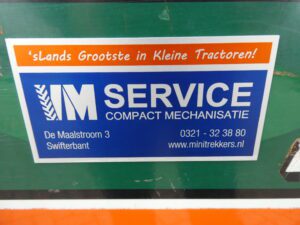 'sLands Grootste in Kleine Tractoren!
IM SERVICE
COMPACT MECHANISATIE
De Maalstroom 3
0321 - 32 38 80
Swifterbant
www.minitrekkers.nl